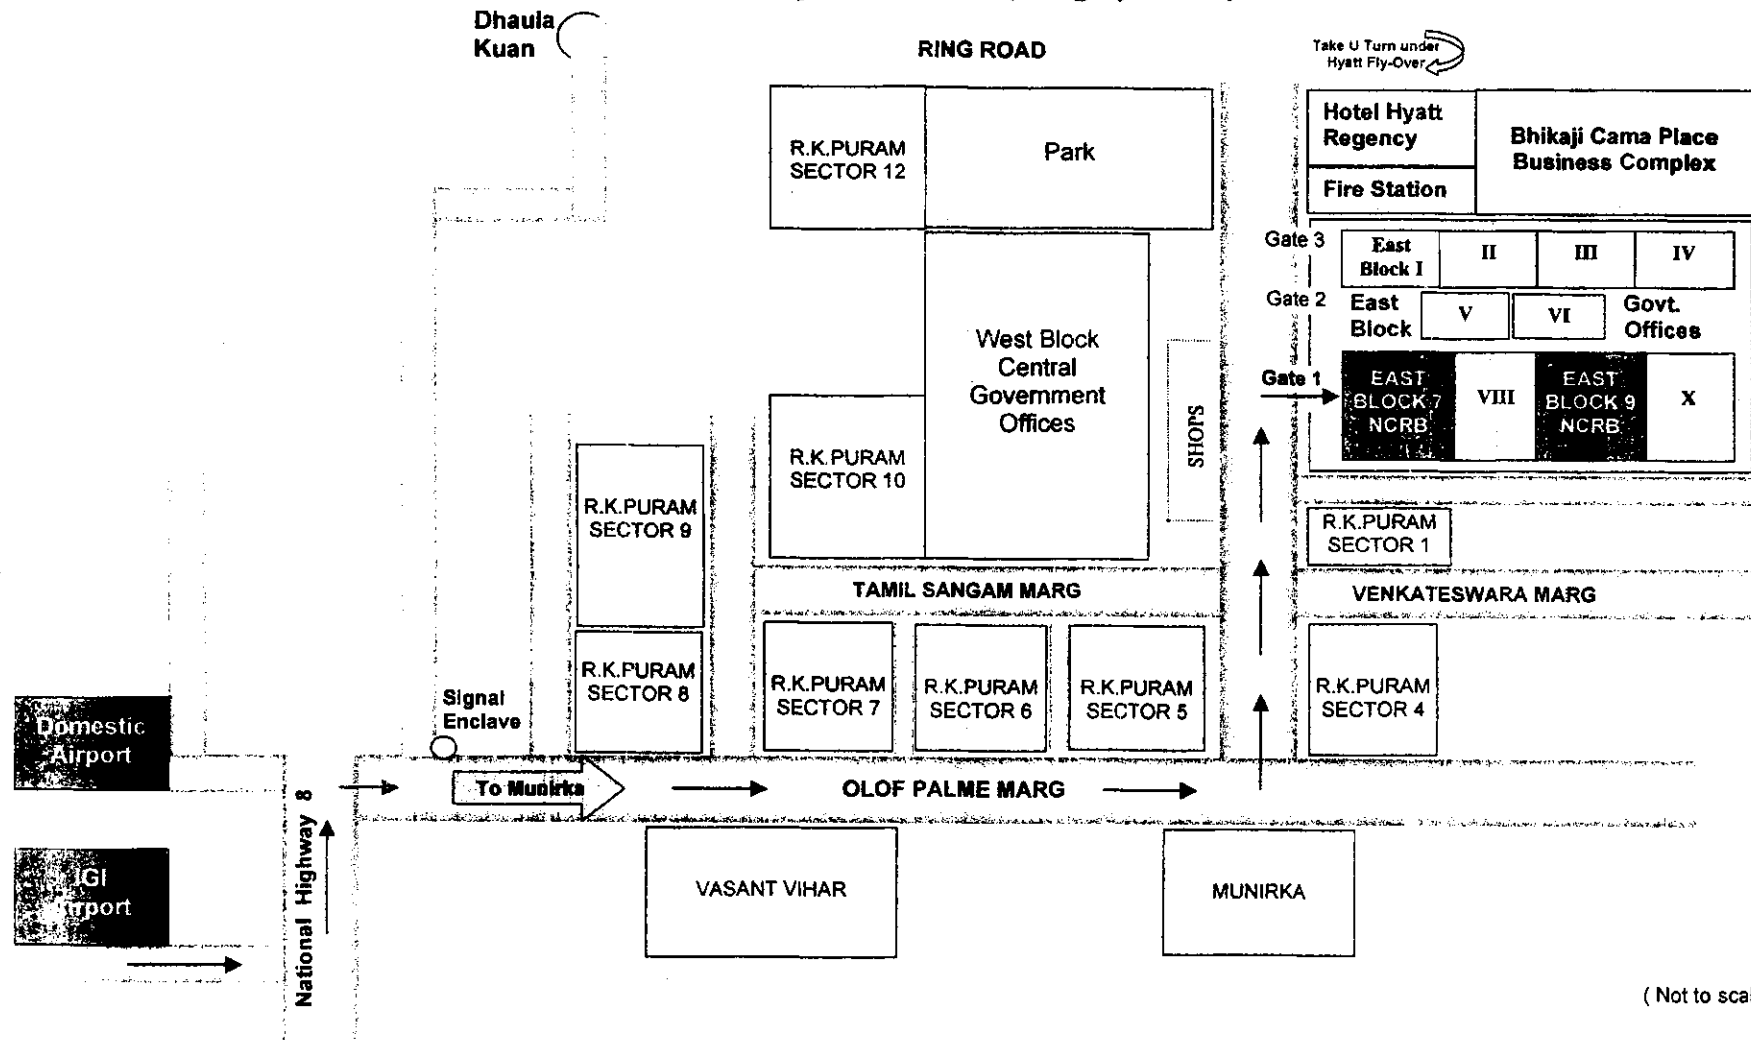 Dhaula
Kuan
RING ROAD
Take U Turn under
Hyatt Fly-Over
R.K.PURAM
SECTOR 12
Park
Hotel Hyatt
Regency
Fire Station
Bhikaji Cama Place
Business Complex
Gate 3
East
Block I
II
III
IV
Gate 2
East
Block
V
VI
Govt.
Offices
Gate 1
EAST
BLOCK 7
NCRB
VIII
EAST
BLOCK 9
NCRB
X
West Block
Central
Government
Offices
SHOPS
R.K.PURAM
SECTOR 10
R.K.PURAM
SECTOR 9
R.K.PURAM
SECTOR 1
TAMIL SANGAM MARG
VENKATESWARA MARG
R.K.PURAM
SECTOR 8
R.K.PURAM
SECTOR 7
R.K.PURAM
SECTOR 6
R.K.PURAM
SECTOR 5
R.K.PURAM
SECTOR 4
Signal
Enclave
Domestic
Airport
To Munirka
OLOF PALME MARG
National Highway 8
IGI
Airport
VASANT VIHAR
MUNIRKA
( Not to scal